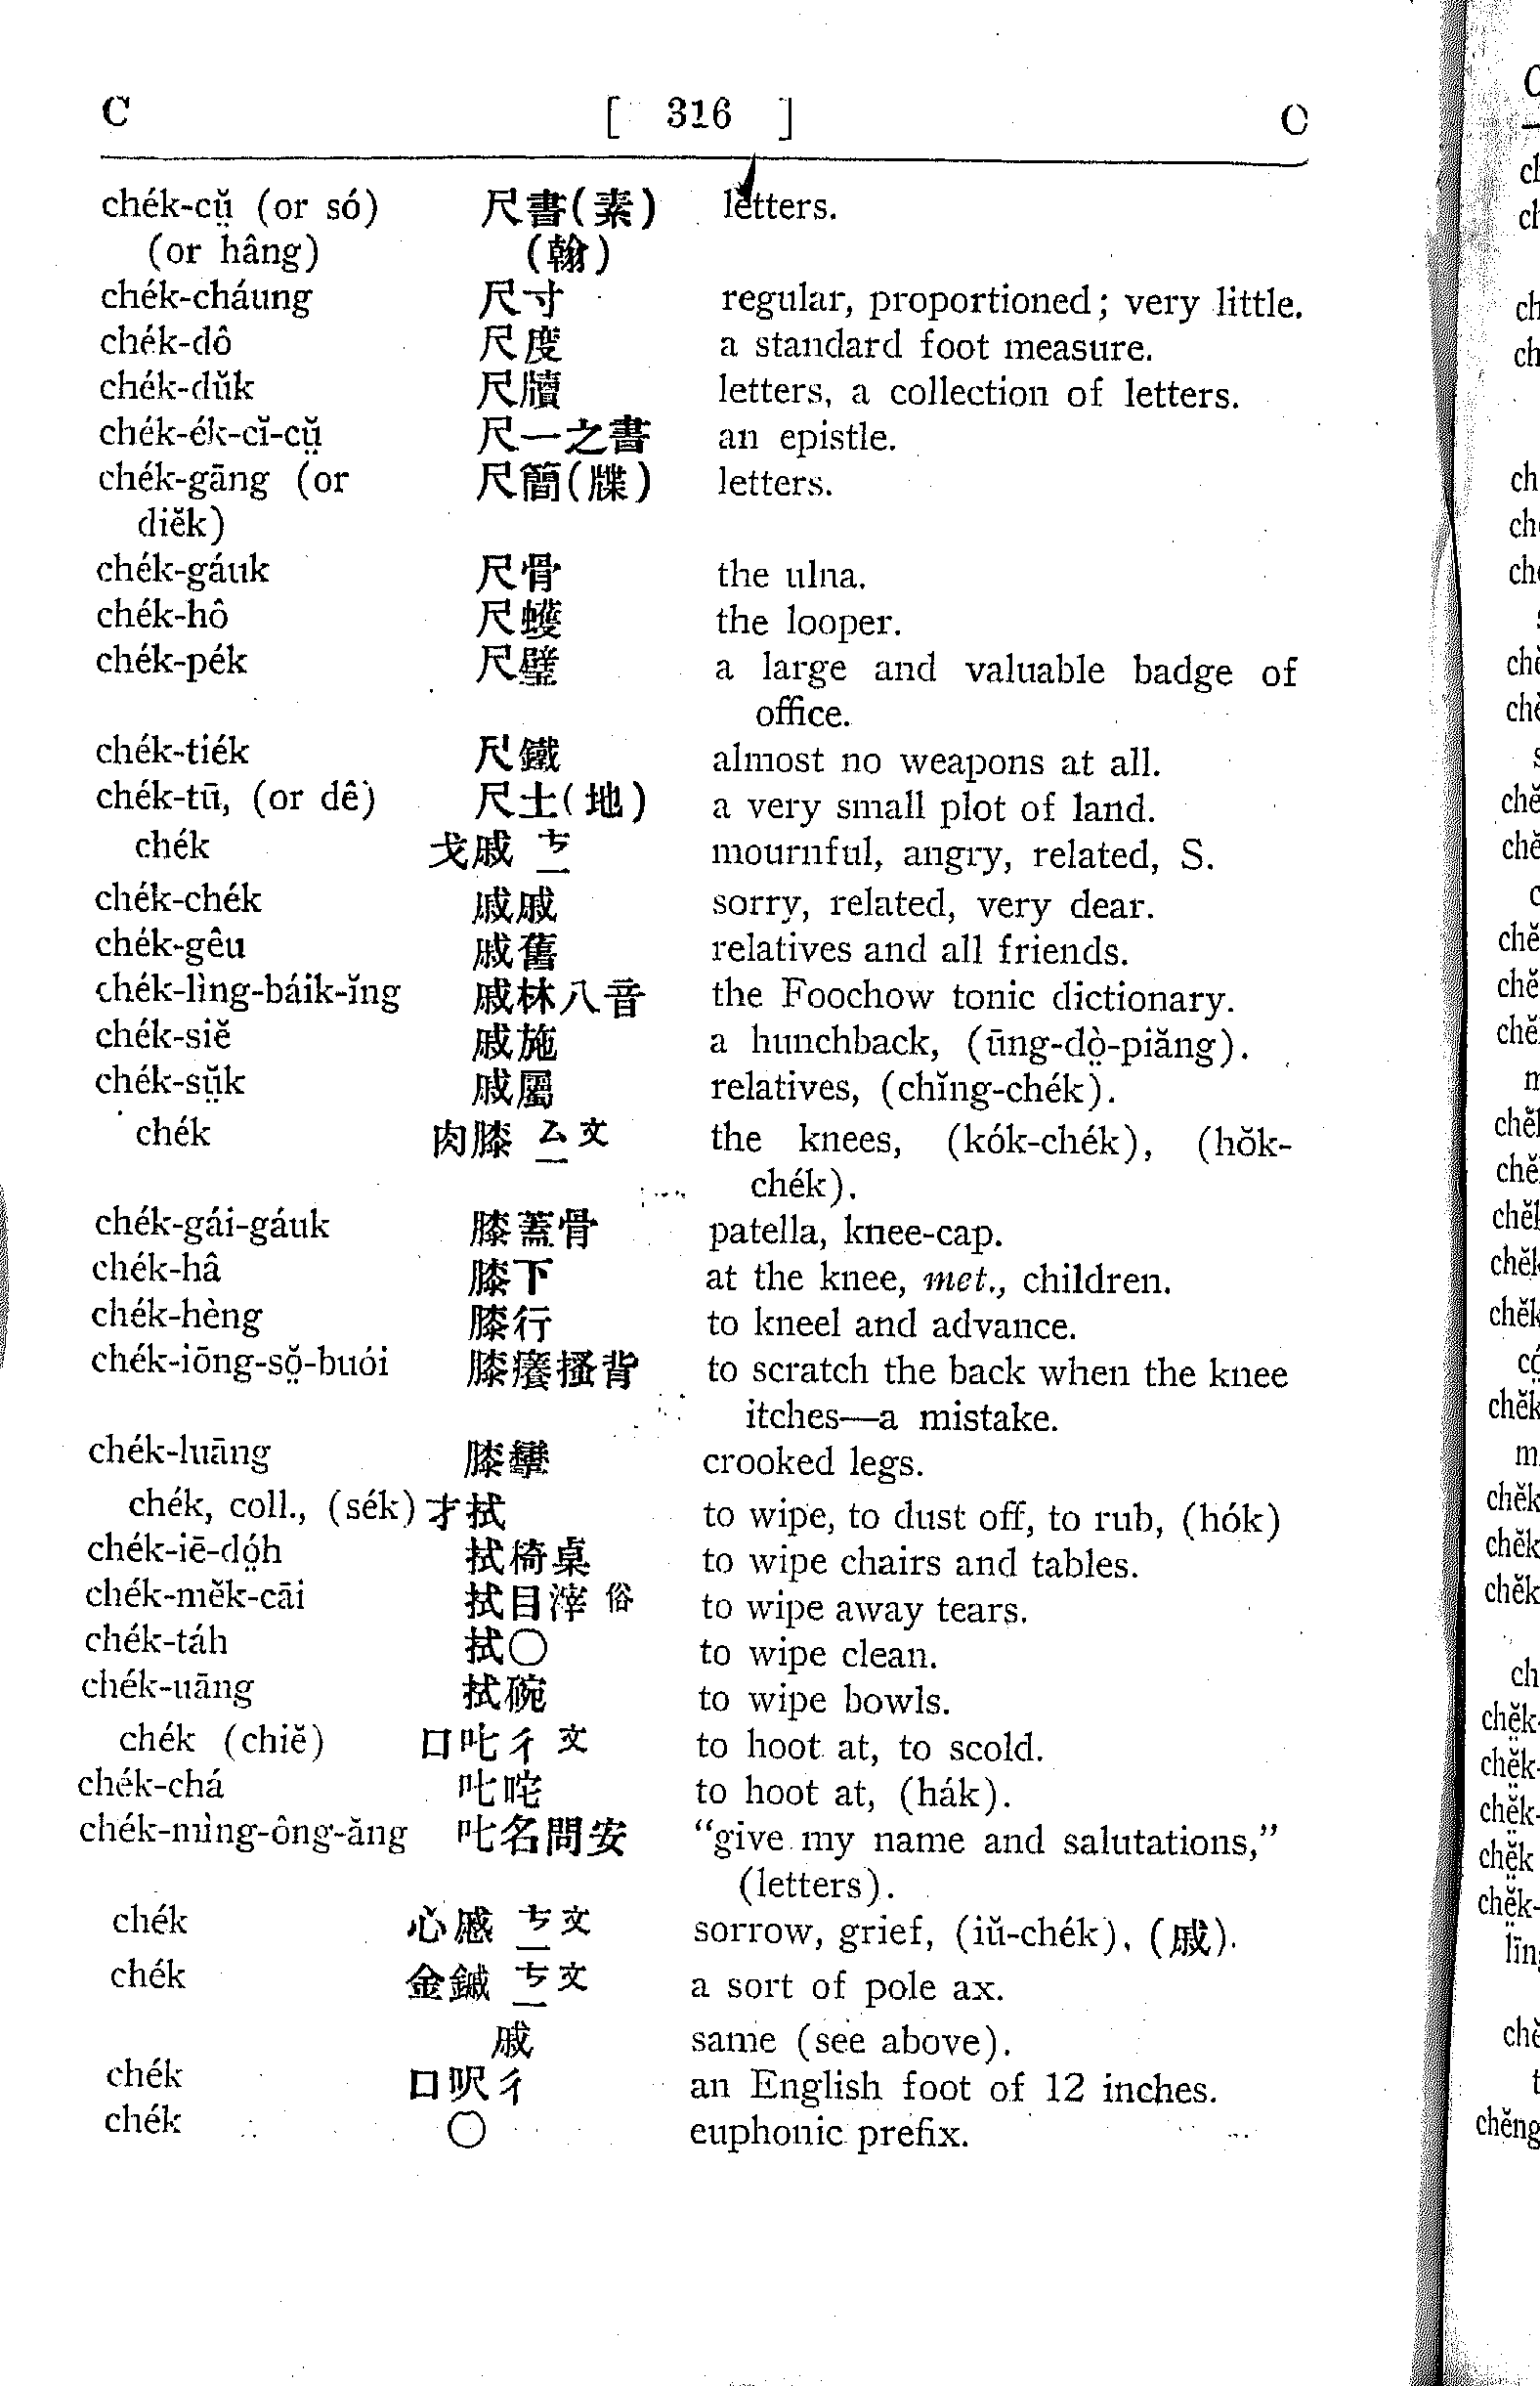 C [ 316 ] C
chék-cṳ̆ (or só) 尺書(素) letters.
(or hâng) (翰)
chék-cháung 尺寸 regular, proportioned; very little.
chék-dô 尺度 a standard foot measure.
chék-dŭk 尺牘 letters, a collection of letters.
chék-ék-cĭ-cṳ̆ 尺一之書 an epistle.
chék-gāng (or 尺簡(牒) letters.
diĕk)
chék-gáuk 尺骨 the ulna.
chék-hô 尺蠖 the looper.
chék-pék 尺璧 a large and valuable badge of
office.
chék-tiék 尺鐵 almost no weapons at all.
chék-tū, (or dê) 尺土(地) a very small plot of land.
chék 戈戚 ㄘㄧ mournful, angry, related, S.
chék-chék 戚戚 sorry, related, very dear.
chék-gêu 戚舊 relatives and all friends.
chék-lìng-báik-ĭng 戚林八音 the Foochow tonic dictionary.
chék-siĕ 戚施 a hunchback, (ūng-dò̤-piăng).
chék-sṳ̆k 戚屬 relatives, (chĭng-chék).
chék 肉膝 ㄙㄧ文 the knees, (kók-chék), (hŏk-
chék).
chék-gái-gáuk 膝蓋骨 patella, knee-cap.
chék-hâ 膝下 at the knee, met., children.
chék-hèng 膝行 to kneel and advance.
chék-iōng-sŏ̤-buói 膝癢搔背 to scratch the back when the knee
itches—a mistake.
chék-luāng 膝攣 crooked legs.
chék, coll., (sék) 才拭 to wipe, to dust off, to rub, (hók)
chék-iē-dó̤h 拭椅桌 to wipe chairs and tables.
chék-mĕk-cāi 拭目滓 俗 to wipe away tears.
chék-táh 拭〇 to wipe clean.
chék-uāng 拭碗 to wipe bowls.
chék (chiĕ) 口叱彳 文 to hoot at, to scold.
chék-chá 叱咤 to hoot at, (hák).
chék-mìng-ông-ăng 叱名問安 “give my name and salutations,”
(letters).
chék 心慼 ㄘㄧ文 sorrow, grief, (iŭ-chék), (戚).
chék 金鏚 ㄘㄧ文 a sort of pole ax.
戚 same (see above).
chék 口呎彳 an English foot of 12 inches.
chék 〇 euphonic prefix.